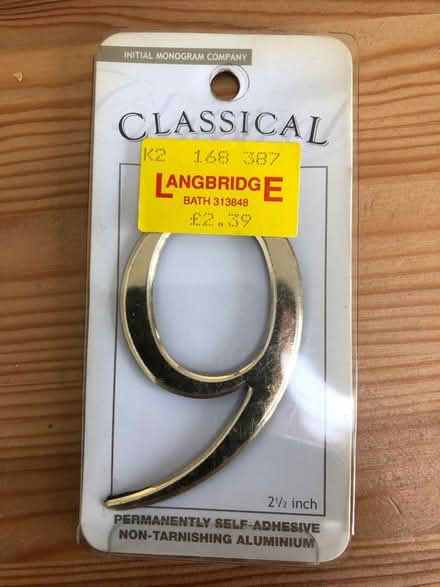 INITIAL MONOGRAM COMPANY
CLASSICAL
K2 168 387
LANGBRIDGE
BATH 313848
£2.39
9
2½ inch
PERMANENTLY SELF-ADHESIVE
NON-TARNISHING ALUMINIUM